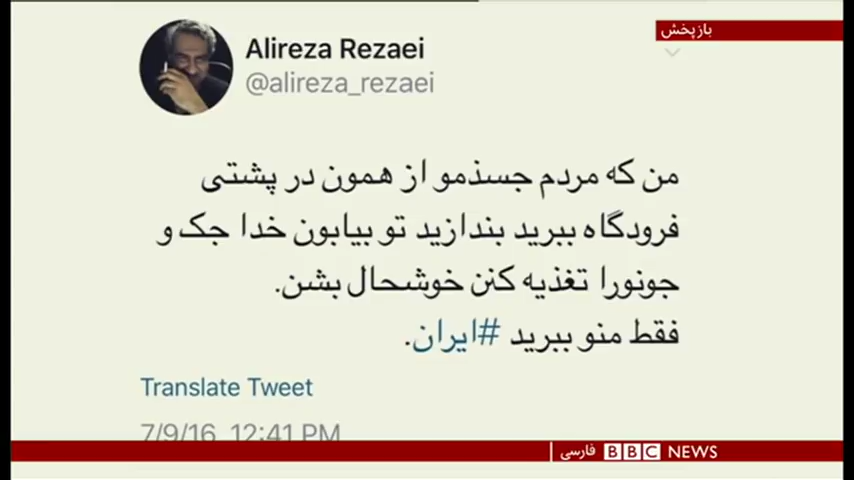 بازپخش
Alireza Rezaei
@alireza_rezaei
من که مردم جسذمو از همون در پشتی
فرودگاه ببرید بندازید تو بیابون خدا جک و
جونورا تغذیه کنن خوشحال بشن.
فقط منو ببرید #ایران.
Translate Tweet
7/9/16 12:41 PM
BBC NEWS فارسی